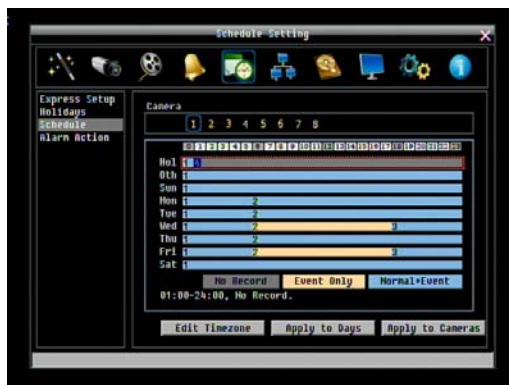 Schedule Setting
X
Express Setup
Holidays
Schedule
Alarm Action
Camera
1 2 3 4 5 6 7 8
0 1 2 3 4 5 6 7 8 9 10 11 12 13 14 15 16 17 18 19 20 21 22 23
Hol 1 A
Oth 1
Sun 1
Mon 1 2
Tue 1 2
Wed 1 2 3
Thu 1 2
Fri 1 2 3
Sat 1
No Record Event Only Normal+Event
01:00-24:00, No Record.
Edit Timezone Apply to Days Apply to Cameras